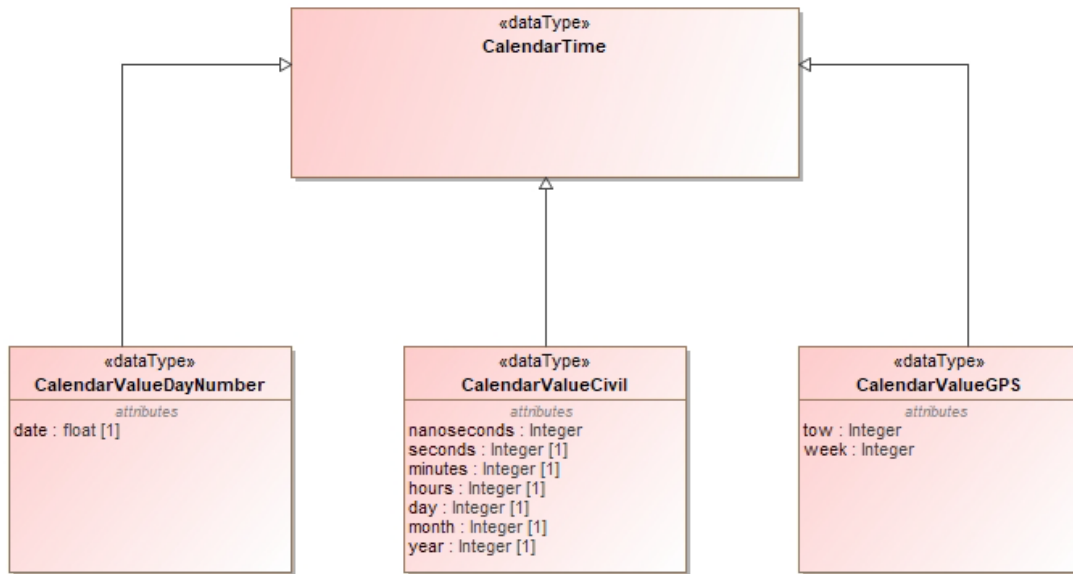 «dataType»
CalendarTime
«dataType»
CalendarValueDayNumber
attributes
date : float [1]
«dataType»
CalendarValueCivil
attributes
nanoseconds : Integer
seconds : Integer [1]
minutes : Integer [1]
hours : Integer [1]
day : Integer [1]
month : Integer [1]
year : Integer [1]
«dataType»
CalendarValueGPS
attributes
tow : Integer
week : Integer